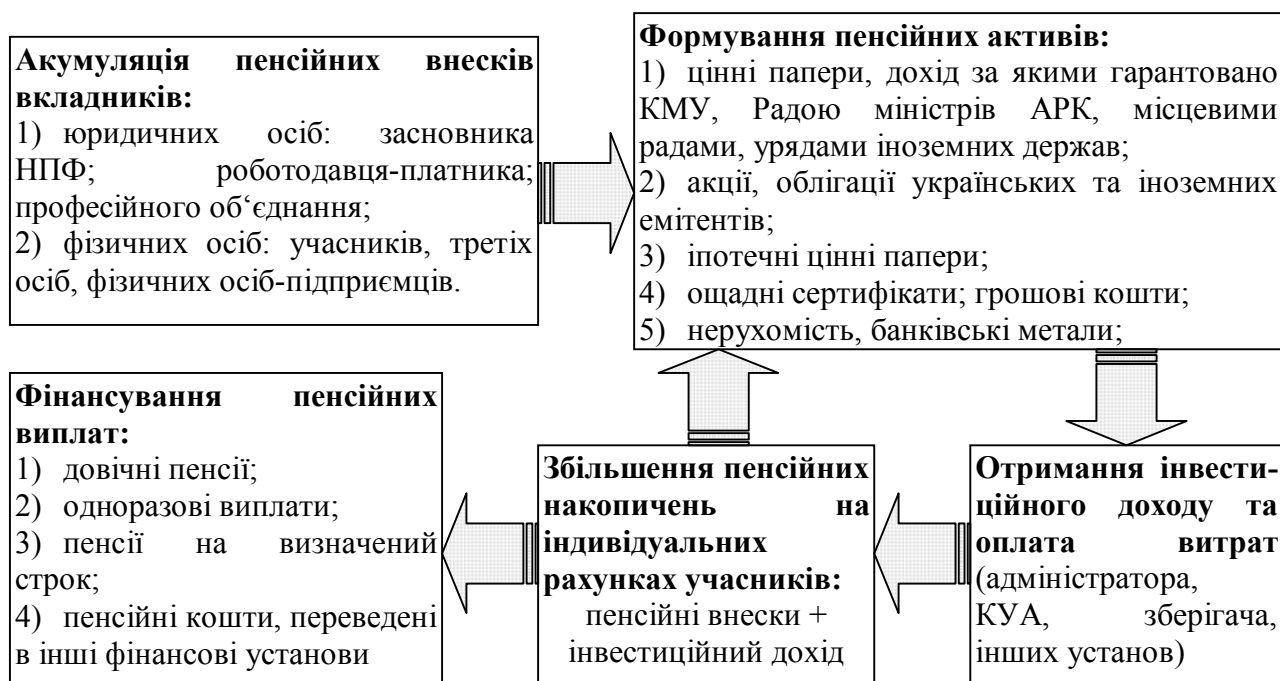 Акумуляція пенсійних внесків
вкладників:
1) юридичних осіб: засновника
НПФ; роботодавця-платника;
професійного об‘єднання;
2) фізичних осіб: учасників, третіх
осіб, фізичних осіб-підприємців.
Формування пенсійних активів:
1) цінні папери, дохід за якими гарантовано
КМУ, Радою міністрів АРК, місцевими
радами, урядами іноземних держав;
2) акції, облігації українських та іноземних
емітентів;
3) іпотечні цінні папери;
4) ощадні сертифікати; грошові кошти;
5) нерухомість, банківські метали;
Отримання інвести-
ційного доходу та
оплата витрат
(адміністратора,
КУА, зберігача,
інших установ)
Збільшення пенсійних
накопичень на
індивідуальних
рахунках учасників:
пенсійні внески +
інвестиційний дохід
Фінансування пенсійних
виплат:
1) довічні пенсії;
2) одноразові виплати;
3) пенсії на визначений
строк;
4) пенсійні кошти, переведені
в інші фінансові установи